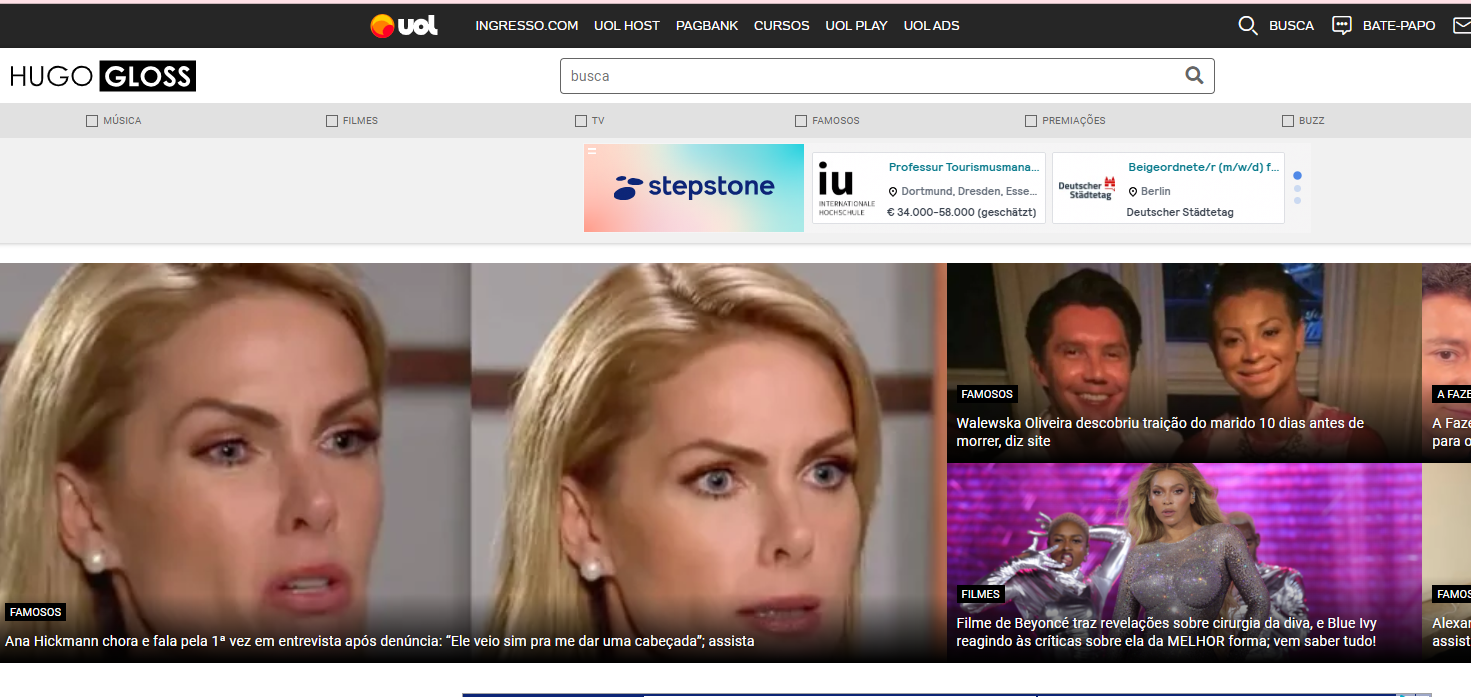 UOL
INGRESSO.COM UOL HOST PAGBANK CURSOS UOL PLAY UOL ADS
BUSCA BATE-PAPO
HUGO GLOSS
busca
MÚSICA FILMES TV FAMOSOS PREMIAÇÕES BUZZ
stepstone
iu
INTERNATIONALE
HOCHSCHULE
Professur Tourismusmana...
Dortmund, Dresden, Esse...
€ 34.000-58.000 (geschätzt)
Deutscher
Städtetag
Beigeordnete/r (m/w/d) f...
Berlin
Deutscher Städtetag
FAMOSOS
Ana Hickmann chora e fala pela 1ª vez em entrevista após denúncia: “Ele veio sim pra me dar uma cabeçada”; assista
FAMOSOS
Walewska Oliveira descobriu traição do marido 10 dias antes de
morrer, diz site
FILMES
Filme de Beyoncé traz revelações sobre cirurgia da diva, e Blue Ivy
reagindo às críticas sobre ela da MELHOR forma; vem saber tudo!
A FAZE
A Faze
para o
FAMOS
Alexar
assist